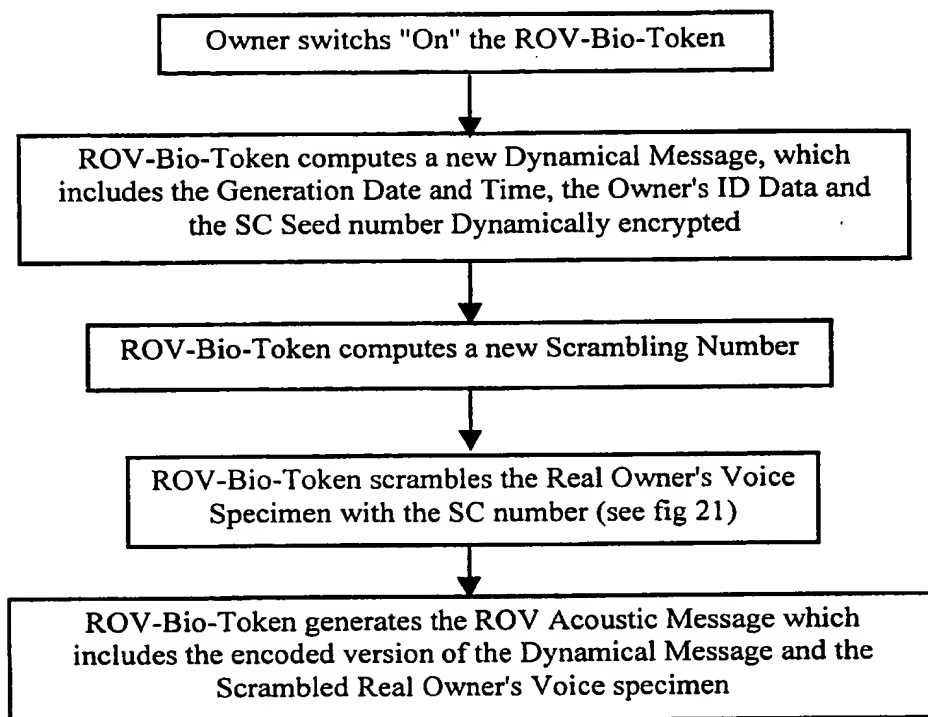 Owner switchs "On" the ROV-Bio-Token
ROV-Bio-Token computes a new Dynamical Message, which
includes the Generation Date and Time, the Owner's ID Data and
the SC Seed number Dynamically encrypted
ROV-Bio-Token computes a new Scrambling Number
ROV-Bio-Token scrambles the Real Owner's Voice
Specimen with the SC number (see fig 21)
ROV-Bio-Token generates the ROV Acoustic Message which
includes the encoded version of the Dynamical Message and the
Scrambled Real Owner's Voice specimen